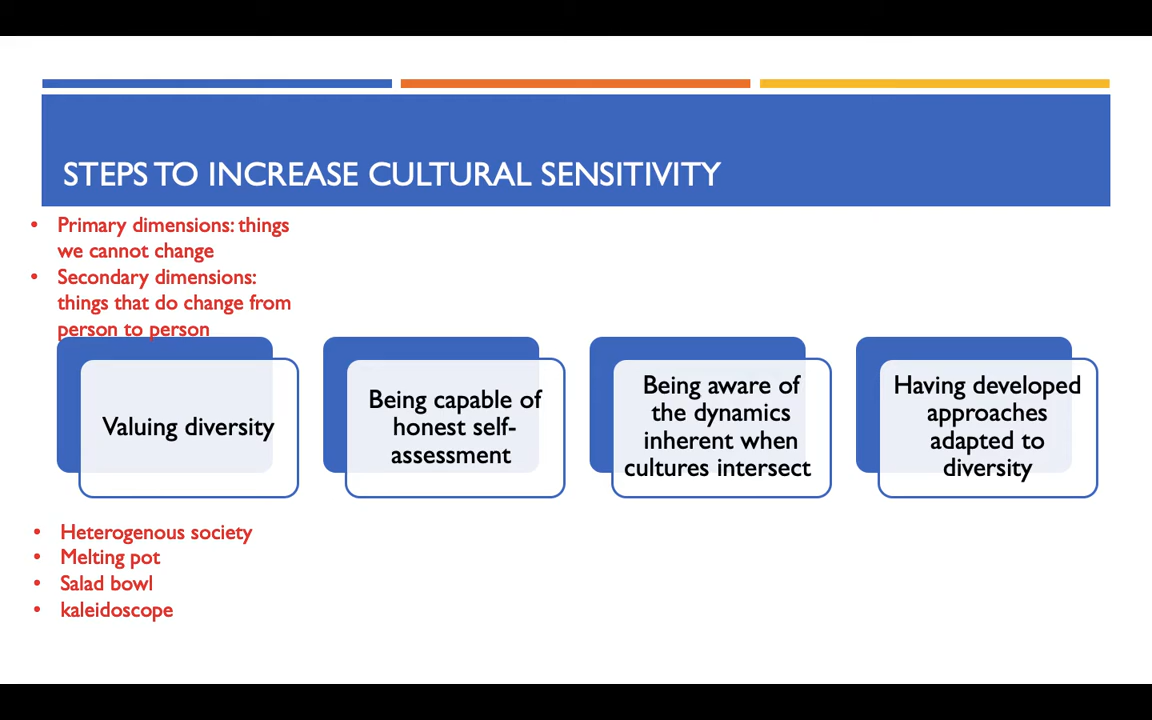 STEPS TO INCREASE CULTURAL SENSITIVITY
• Primary dimensions: things
we cannot change
• Secondary dimensions:
things that do change from
person to person
Valuing diversity
Being capable of
honest self-
assessment
Being aware of
the dynamics
inherent when
cultures intersect
Having developed
approaches
adapted to
diversity
• Heterogenous society
• Melting pot
• Salad bowl
• kaleidoscope